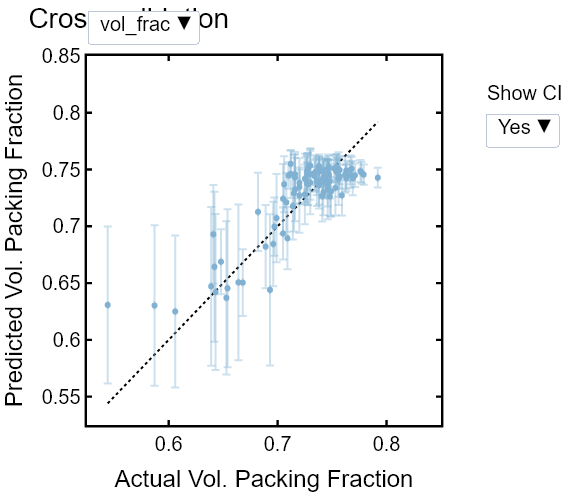 Cros
vol_frac ▼
on
0.85
0.8
0.75
0.7
0.65
0.6
0.55
Predicted Vol. Packing Fraction
0.6
0.7
0.8
Actual Vol. Packing Fraction
Show CI
Yes ▼